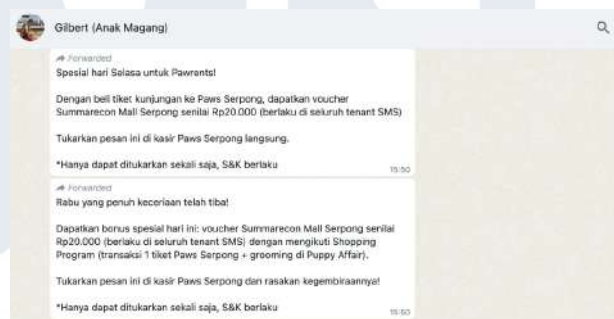 Gilbert (Anak Magang)
Forwarded
Spesial hari Selasa untuk Pawrents!
Dengan beli tiket kunjungan ke Paws Serpong, dapatkan voucher
Summarecon Mall Serpong senilai Rp20.000 (berlaku di seluruh tenant SMS)
Tukarkan pesan ini di kasir Paws Serpong langsung.
*Hanya dapat ditukarkan sekali saja, S&K berlaku
15:50
Forwarded
Rabu yang penuh keceriaan telah tiba!
Dapatkan bonus spesial hari ini: voucher Summarecon Mall Serpong senilai
Rp20.000 (berlaku di seluruh tenant SMS) dengan mengikuti Shopping
Program (transaksi 1 tiket Paws Serpong + grooming di Puppy Affair).
Tukarkan pesan ini di kasir Paws Serpong dan rasakan kegembiraannya!
*Hanya dapat ditukarkan sekali saja, S&K berlaku
15:50